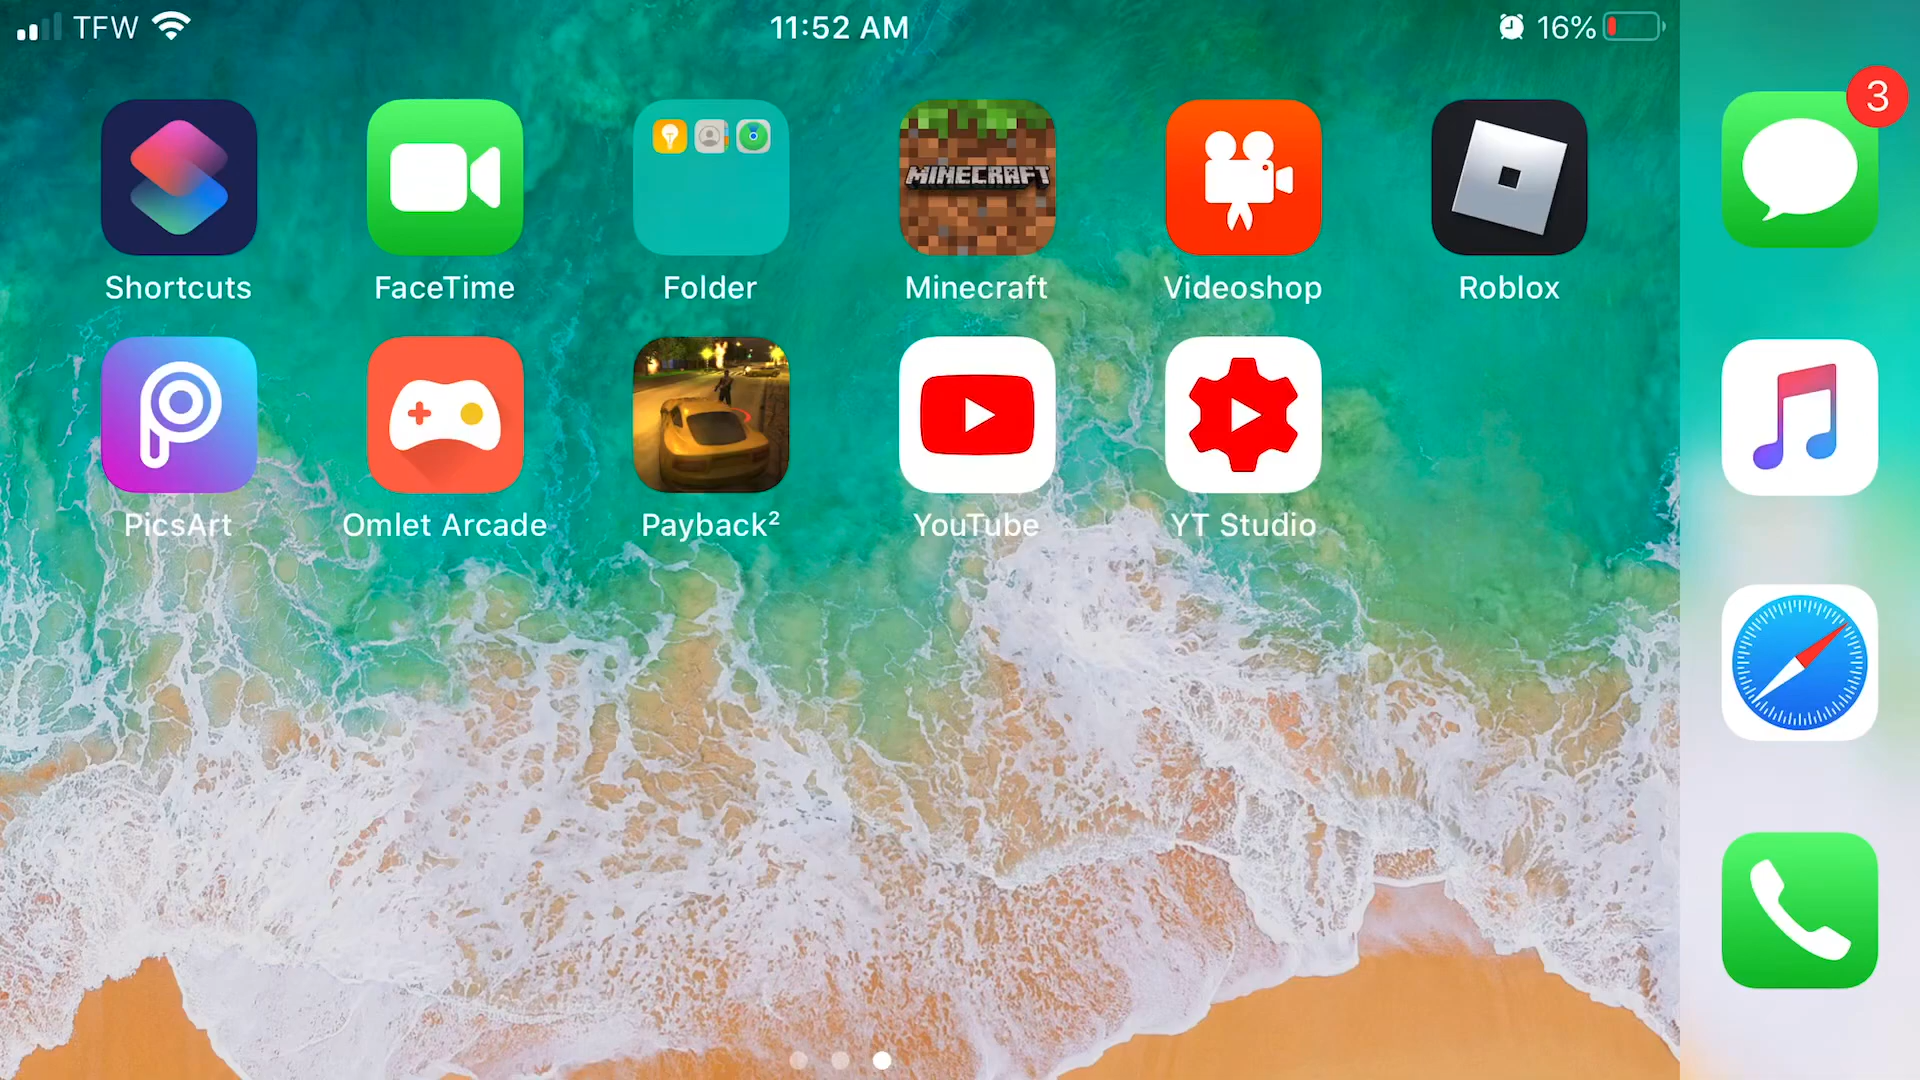 TFW 11:52 AM 16%
3
MINECRAFT
Shortcuts FaceTime Folder Minecraft Videoshop Roblox
PicsArt Omlet Arcade Payback² YouTube YT Studio